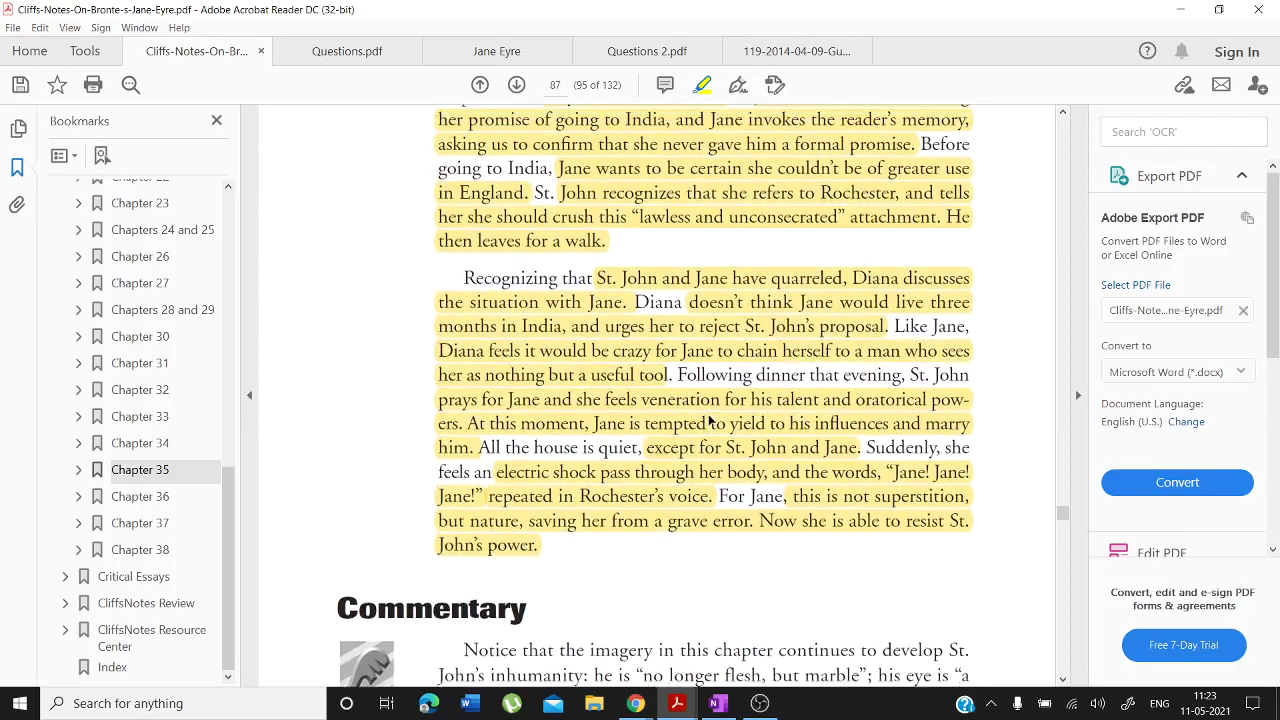 Cliffs-Notes-On-Bronte-s-Jane-Eyre.pdf - Adobe Acrobat Reader DC (32-bit)
File Edit View Sign Window Help
Home Tools Cliffs-Notes-On-Br... × Questions.pdf Jane Eyre Questions 2.pdf 119-2014-04-09-Gu... Sign In
87 (95 of 132)
Bookmarks
Chapter 23
Chapters 24 and 25
Chapter 26
Chapter 27
Chapters 28 and 29
Chapter 30
Chapter 31
Chapter 32
Chapter 33
Chapter 34
Chapter 35
Chapter 36
Chapter 37
Chapter 38
Critical Essays
CliffsNotes Review
CliffsNotes Resource
Center
Index
her promise of going to India, and Jane invokes the reader's memory,
asking us to confirm that she never gave him a formal promise. Before
going to India, Jane wants to be certain she couldn't be of greater use
in England. St. John recognizes that she refers to Rochester, and tells
her she should crush this "lawless and unconsecrated" attachment. He
then leaves for a walk.
Recognizing that St. John and Jane have quarreled, Diana discusses
the situation with Jane. Diana doesn't think Jane would live three
months in India, and urges her to reject St. John's proposal. Like Jane,
Diana feels it would be crazy for Jane to chain herself to a man who sees
her as nothing but a useful tool. Following dinner that evening, St. John
prays for Jane and she feels veneration for his talent and oratorical pow-
ers. At this moment, Jane is tempted to yield to his influences and marry
him. All the house is quiet, except for St. John and Jane. Suddenly, she
feels an electric shock pass through her body, and the words, "Jane! Jane!
Jane!" repeated in Rochester's voice. For Jane, this is not superstition,
but nature, saving her from a grave error. Now she is able to resist St.
John's power.
Commentary
Notice that the imagery in this chapter continues to develop St.
John's inhumanity: he is "no longer flesh, but marble"; his eye is "a
Search 'OCR'
Export PDF
Adobe Export PDF
Convert PDF Files to Word
or Excel Online
Select PDF File
Cliffs-Note...ne-Eyre.pdf
Convert to
Microsoft Word (*.docx)
Document Language:
English (U.S.) Change
Convert
Edit PDF
Convert, edit and e-sign PDF
forms & agreements
Free 7-Day Trial
Search for anything
ENG
11:23
11-05-2021